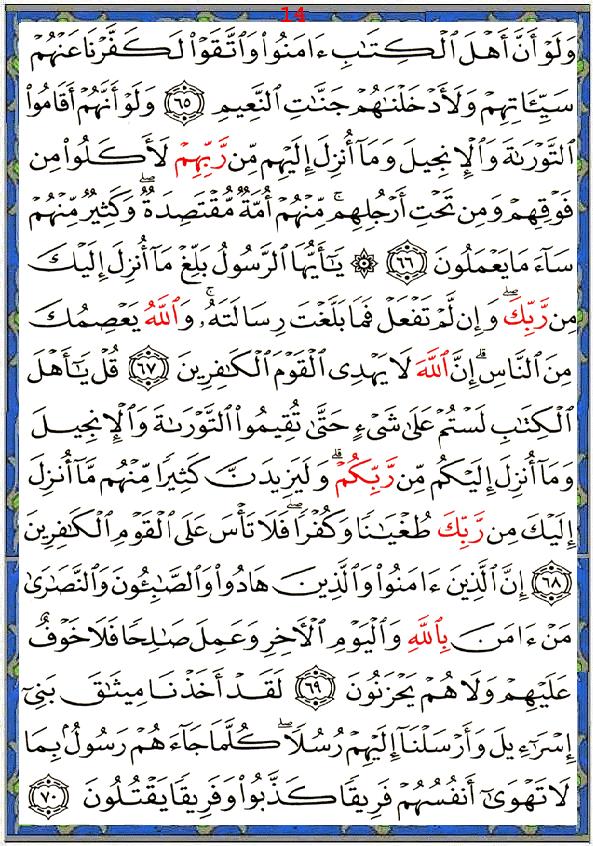 14
وَلَوْ أَنَّ أَهْلَ ٱلْكِتَٰبِ ءَامَنُوا۟ وَٱتَّقَوْا۟ لَكَفَّرْنَا عَنْهُمْ
سَيِّـَٔاتِهِمْ وَلَأَدْخَلْنَٰهُمْ جَنَّٰتِ ٱلنَّعِيمِ ٦٥ وَلَوْ أَنَّهُمْ أَقَامُوا۟
ٱلتَّوْرَىٰةَ وَٱلْإِنجِيلَ وَمَآ أُنزِلَ إِلَيْهِم مِّن رَّبِّهِمْ لَأَكَلُوا۟ مِن
فَوْقِهِمْ وَمِن تَحْتِ أَرْجُلِهِم ۚ مِّنْهُمْ أُمَّةٌ مُّقْتَصِدَةٌ ۖ وَكَثِيرٌ مِّنْهُمْ
سَآءَ مَا يَعْمَلُونَ ٦٦ ۞ يَٰٓأَيُّهَا ٱلرَّسُولُ بَلِّغْ مَآ أُنزِلَ إِلَيْكَ
مِن رَّبِّكَ ۖ وَإِن لَّمْ تَفْعَلْ فَمَا بَلَّغْتَ رِسَالَتَهُۥ ۚ وَٱللَّهُ يَعْصِمُكَ
مِنَ ٱلنَّاسِ ۗ إِنَّ ٱللَّهَ لَا يَهْدِى ٱلْقَوْمَ ٱلْكَٰفِرِينَ ٦٧ قُلْ يَٰٓأَهْلَ
ٱلْكِتَٰبِ لَسْتُمْ عَلَىٰ شَىْءٍ حَتَّىٰ تُقِيمُوا۟ ٱلتَّوْرَىٰةَ وَٱلْإِنجِيلَ
وَمَآ أُنزِلَ إِلَيْكُم مِّن رَّبِّكُمْ ۗ وَلَيَزِيدَنَّ كَثِيرًا مِّنْهُم مَّآ أُنزِلَ
إِلَيْكَ مِن رَّبِّكَ طُغْيَٰنًا وَكُفْرًا ۖ فَلَا تَأْسَ عَلَى ٱلْقَوْمِ ٱلْكَٰفِرِينَ
٦٨ إِنَّ ٱلَّذِينَ ءَامَنُوا۟ وَٱلَّذِينَ هَادُوا۟ وَٱلصَّٰبِـُٔونَ وَٱلنَّصَٰرَىٰ
مَنْ ءَامَنَ بِٱللَّهِ وَٱلْيَوْمِ ٱلْـَٔاخِرِ وَعَمِلَ صَٰلِحًا فَلَا خَوْفٌ
عَلَيْهِمْ وَلَا هُمْ يَحْزَنُونَ ٦٩ لَقَدْ أَخَذْنَا مِيثَٰقَ بَنِىٓ
إِسْرَٰٓءِيلَ وَأَرْسَلْنَآ إِلَيْهِمْ رُسُلًا ۖ كُلَّمَا جَآءَهُمْ رَسُولٌۢ بِمَا
لَا تَهْوَىٰٓ أَنفُسُهُمْ فَرِيقًا كَذَّبُوا۟ وَفَرِيقًا يَقْتُلُونَ ٧٠